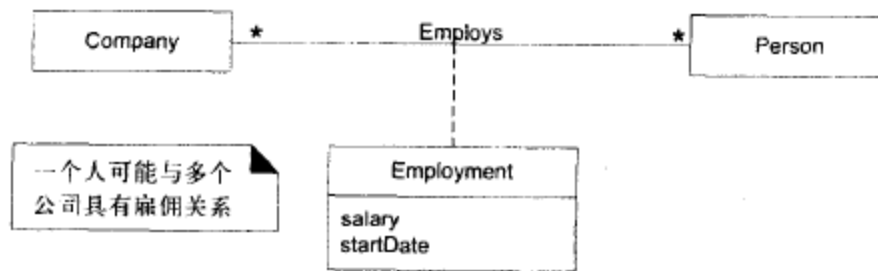 Company
*
Employs
*
Person
一个人可能与多个
公司具有雇佣关系
Employment
salary
startDate